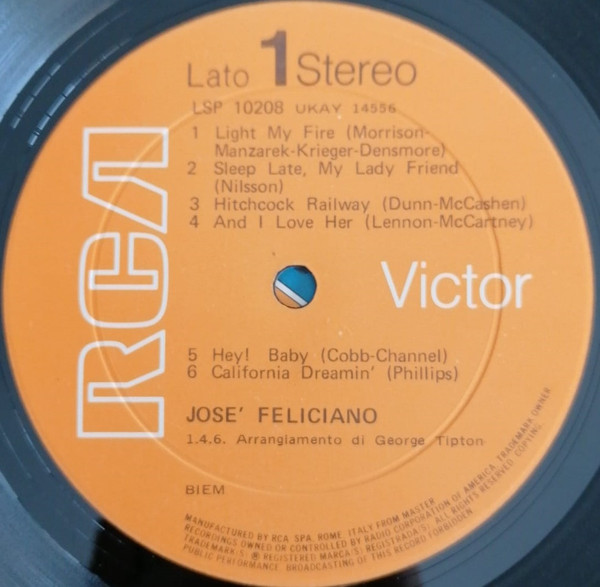 Lato 1 Stereo
LSP 10208 UKAY 14556
1 Light My Fire (Morrison-
Manzarek-Krieger-Densmore)
2 Sleep Late, My Lady Friend
(Nilsson)
3 Hitchcock Railway (Dunn-McCashen)
4 And I Love Her (Lennon-McCartney)
RCA
Victor
5 Hey! Baby (Cobb-Channel)
6 California Dreamin' (Phillips)
JOSE' FELICIANO
1.4.6. Arrangiamento di George Tipton
BIEM
MANUFACTURED BY RCA SPA. ROME. ITALY FROM MASTER
RECORDINGS OWNED OR CONTROLLED BY RADIO CORPORATION OF AMERICA. TRADEMARK OWNER
TRADEMARK-S ® REGISTERED MARCA(S) REGISTRADA(S). ALL RIGHTS RESERVED. COPYING,
PUBLIC PERFORMANCE. BROADCASTING OF THIS RECORD FORBIDDEN.